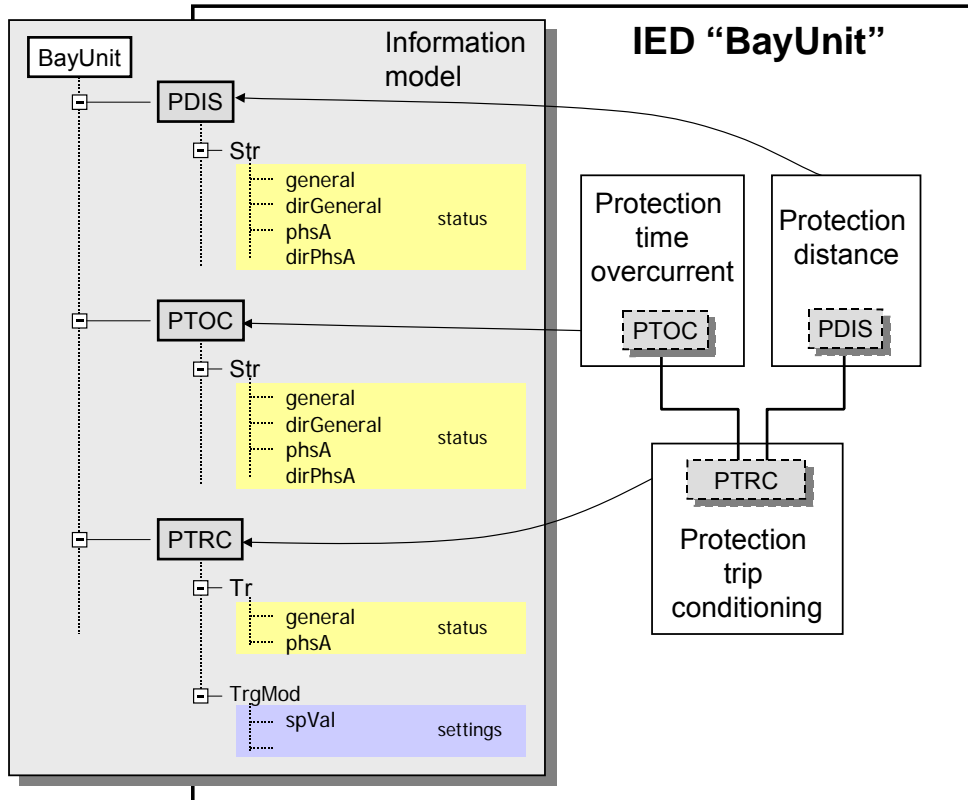 IED “BayUnit”
Information
model
BayUnit
PDIS
Str
general
dirGeneral
phsA
dirPhsA
status
PTOC
Str
general
dirGeneral
phsA
dirPhsA
status
PTRC
Tr
general
phsA
status
TrgMod
spVal
settings
Protection
time
overcurrent
PTOC
Protection
distance
PDIS
PTRC
Protection
trip
conditioning